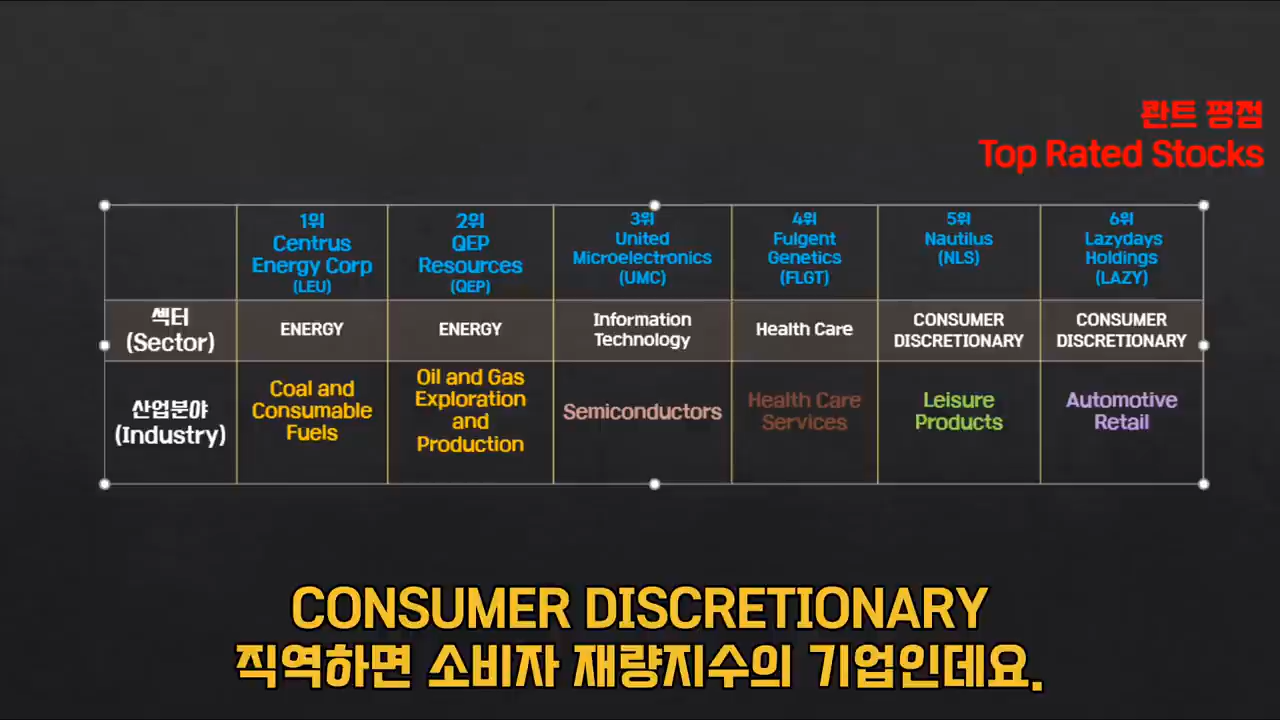 콴트 평점
Top Rated Stocks
1위
Centrus
Energy Corp
(LEU)
2위
QEP
Resources
(QEP)
3위
United
Microelectronics
(UMC)
4위
Fulgent
Genetics
(FLGT)
5위
Nautilus
(NLS)
6위
Lazydays
Holdings
(LAZY)
섹터
(Sector)
ENERGY
ENERGY
Information
Technology
Health Care
CONSUMER
DISCRETIONARY
CONSUMER
DISCRETIONARY
산업분야
(Industry)
Coal and
Consumable
Fuels
Oil and Gas
Exploration
and
Production
Semiconductors
Health Care
Services
Leisure
Products
Automotive
Retail
CONSUMER DISCRETIONARY
직역하면 소비자 재량지수의 기업인데요.